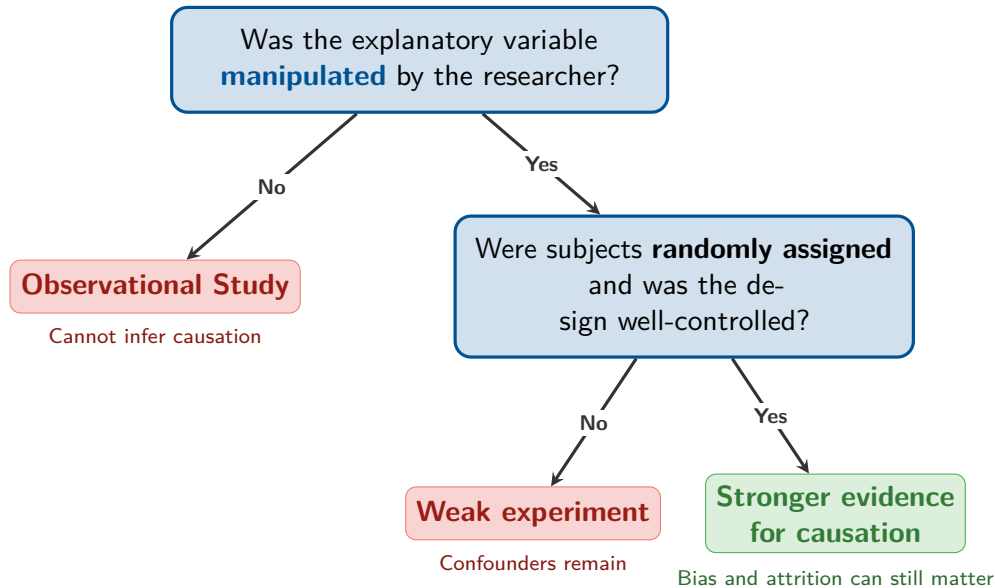 Was the explanatory variable
manipulated by the researcher?
No
Yes
Were subjects randomly assigned
and was the de-
sign well-controlled?
Observational Study
Cannot infer causation
No
Yes
Weak experiment
Confounders remain
Stronger evidence
for causation
Bias and attrition can still matter